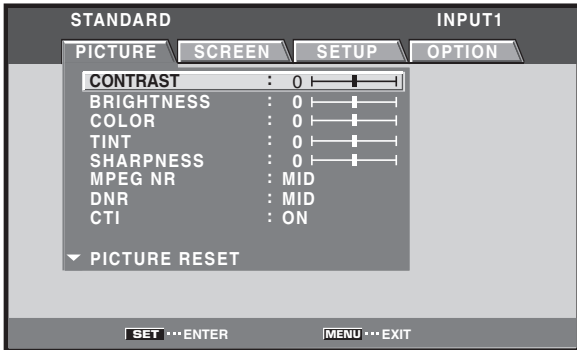 STANDARD INPUT1
PICTURE SCREEN SETUP OPTION
CONTRAST : 0
BRIGHTNESS : 0
COLOR : 0
TINT : 0
SHARPNESS : 0
MPEG NR : MID
DNR : MID
CTI : ON
PICTURE RESET
SET ··· ENTER MENU ··· EXIT